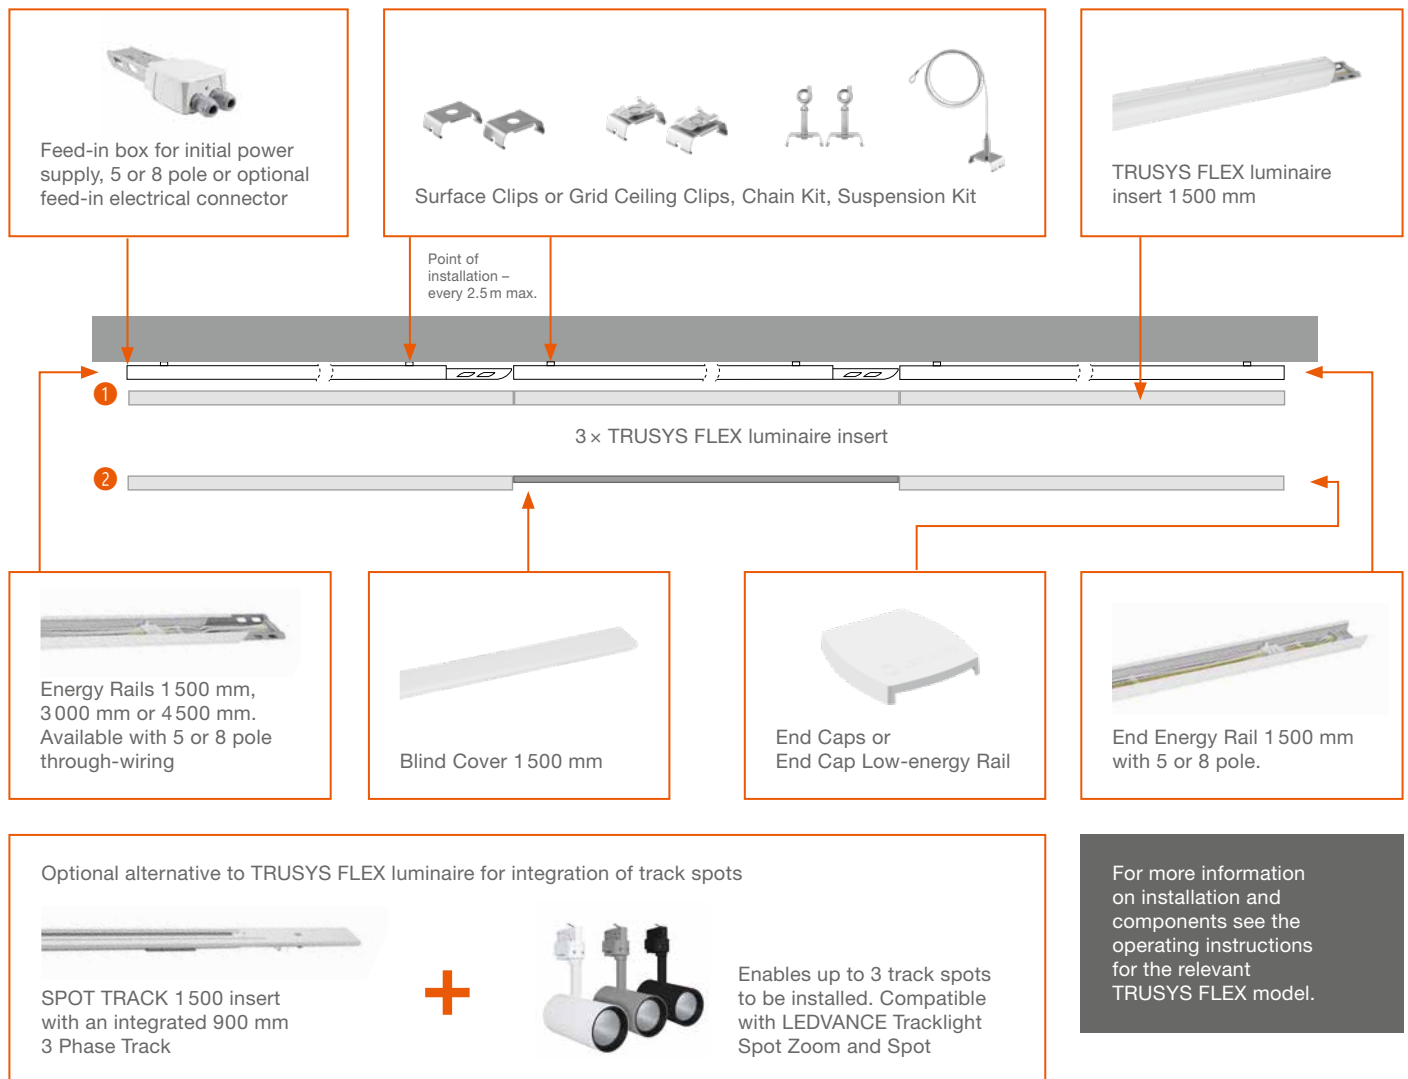 Feed-in box for initial power
supply, 5 or 8 pole or optional
feed-in electrical connector
Surface Clips or Grid Ceiling Clips, Chain Kit, Suspension Kit
TRUSYS FLEX luminaire
insert 1 500 mm
Point of
installation –
every 2.5 m max.
1
3 × TRUSYS FLEX luminaire insert
2
Energy Rails 1 500 mm,
3 000 mm or 4 500 mm.
Available with 5 or 8 pole
through-wiring
Blind Cover 1 500 mm
End Caps or
End Cap Low-energy Rail
End Energy Rail 1 500 mm
with 5 or 8 pole.
Optional alternative to TRUSYS FLEX luminaire for integration of track spots
SPOT TRACK 1 500 insert
with an integrated 900 mm
3 Phase Track
+
Enables up to 3 track spots
to be installed. Compatible
with LEDVANCE Tracklight
Spot Zoom and Spot
For more information
on installation and
components see the
operating instructions
for the relevant
TRUSYS FLEX model.